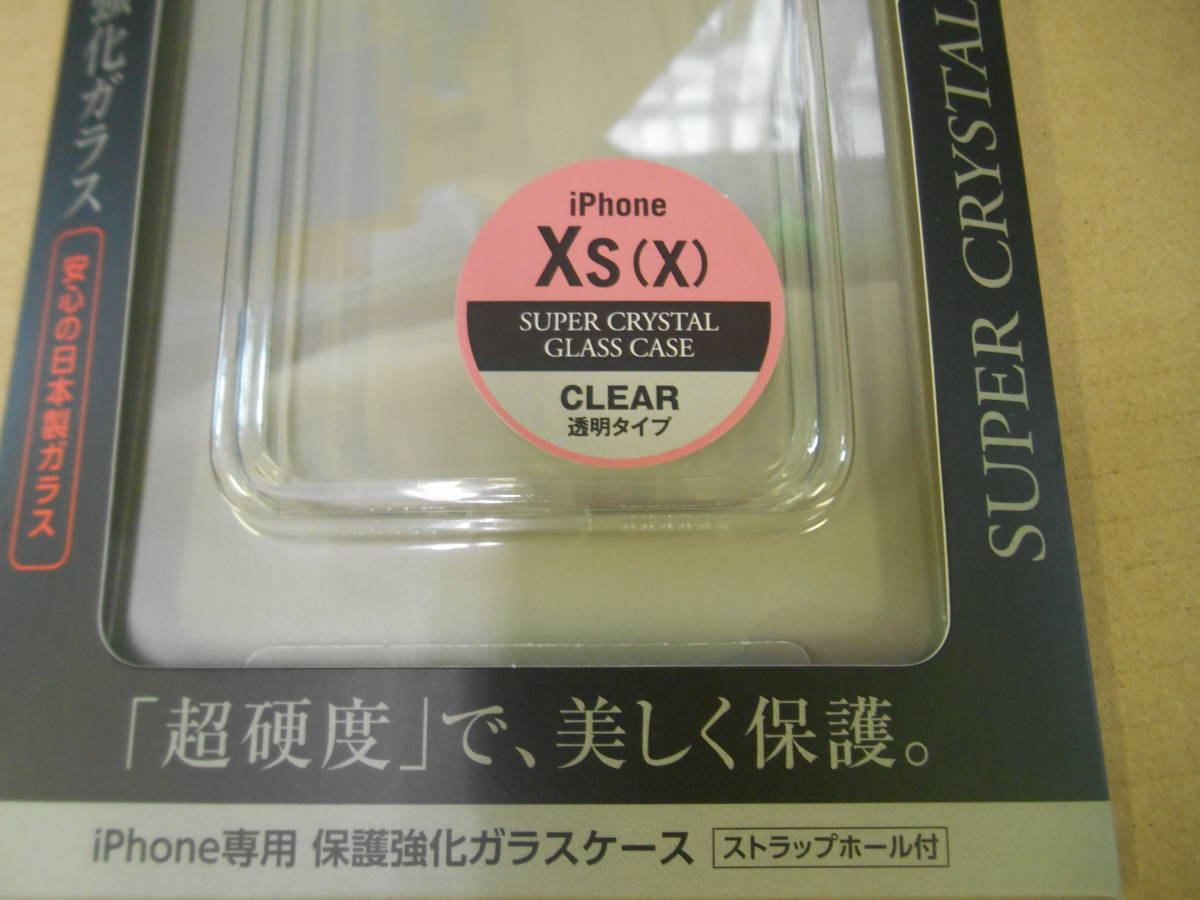 強化ガラス
安心の日本製ガラス
SUPER CRYSTAL
iPhone
XS (X)
SUPER CRYSTAL
GLASS CASE
CLEAR
透明タイプ
「超硬度」で、美しく保護。
iPhone専用 保護強化ガラスケース ストラップホール付